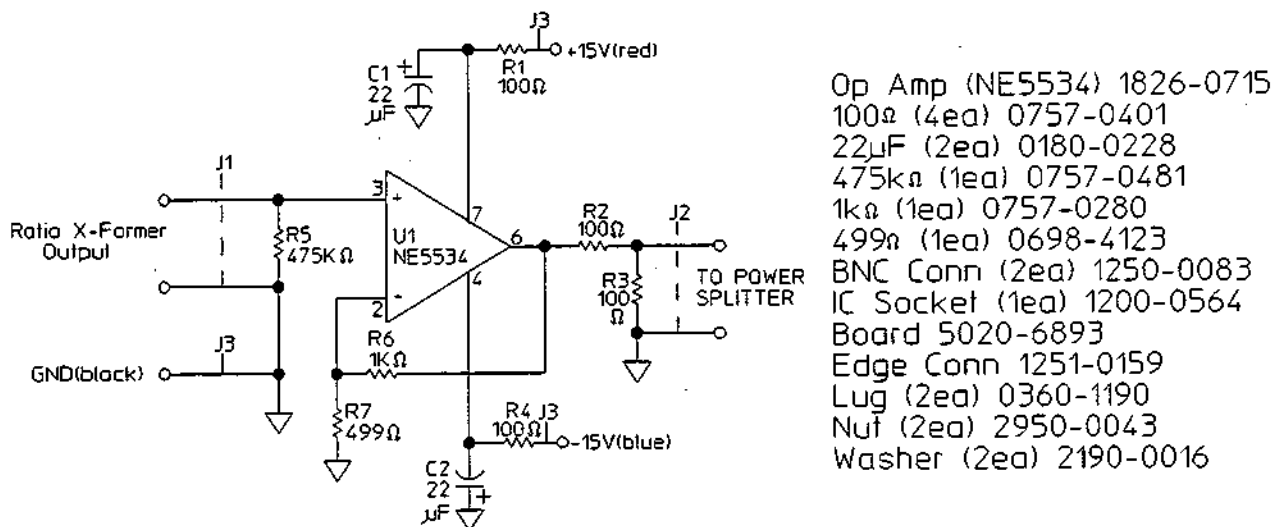 J3
+15V(red)
R1
100Ω
C1
+
22
µF
J1
Ratio X-Former
Output
R5
475KΩ
3
+
7
U1
NE5534
6
-
2
4
R2
100Ω
J2
R3
100
Ω
TO POWER
SPLITTER
R6
1KΩ
J3
GND(black)
R7
499Ω
R4
100Ω
J3
-15V(blue)
C2
22
µF
+
Op Amp (NE5534) 1826-0715
100Ω (4ea) 0757-0401
22µF (2ea) 0180-0228
475kΩ (1ea) 0757-0481
1kΩ (1ea) 0757-0280
499Ω (1ea) 0698-4123
BNC Conn (2ea) 1250-0083
IC Socket (1ea) 1200-0564
Board 5020-6893
Edge Conn 1251-0159
Lug (2ea) 0360-1190
Nut (2ea) 2950-0043
Washer (2ea) 2190-0016